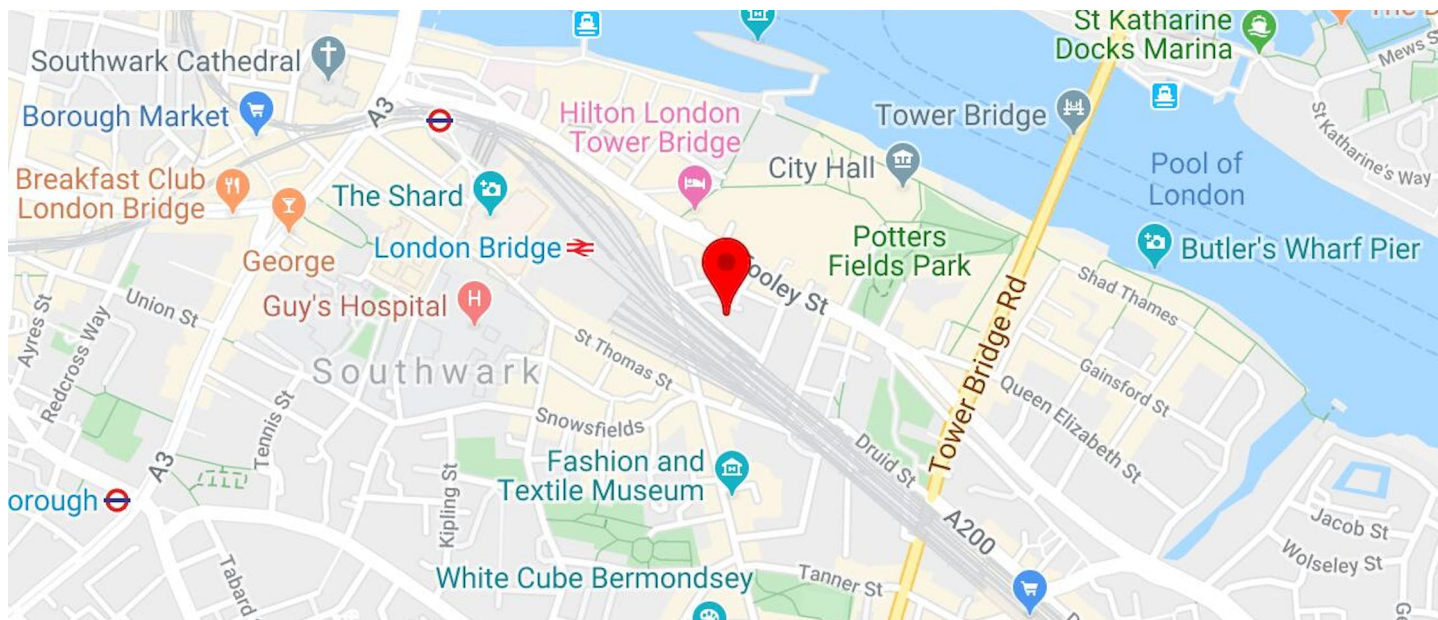 St Katharine
Docks Marina
The
Mews S
Southwark Cathedral
A3
Borough Market
Hilton London
Tower Bridge
Tower Bridge
St Katharine's Way
City Hall
Pool of
London
Breakfast Club
London Bridge
The Shard
London Bridge
George
Potters
Fields Park
Butler's Wharf Pier
ooley St
Shad Thames
Guy's Hospital
H
Union St
Ayres St
Redcross Way
Southwark
St Thomas St
Tower Bridge Rd
Gainsford St
Queen Elizabeth St
Tennis St
Snowsfields
Druid St
A3
Fashion and
Textile Museum
Kipling St
orough
A200
Jacob St
Wolseley St
White Cube Bermondsey
Tanner St
Tabard